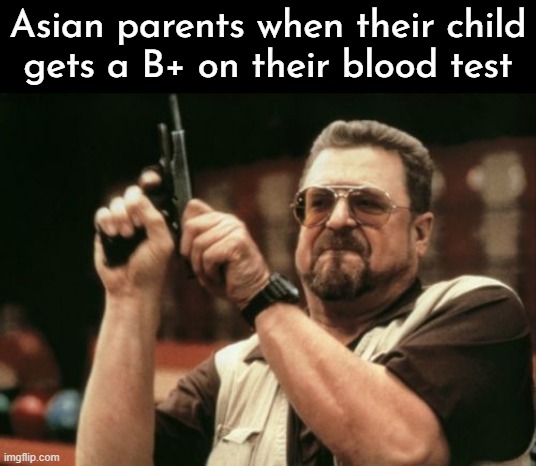 Asian parents when their child
gets a B+ on their blood test
imgflip.com